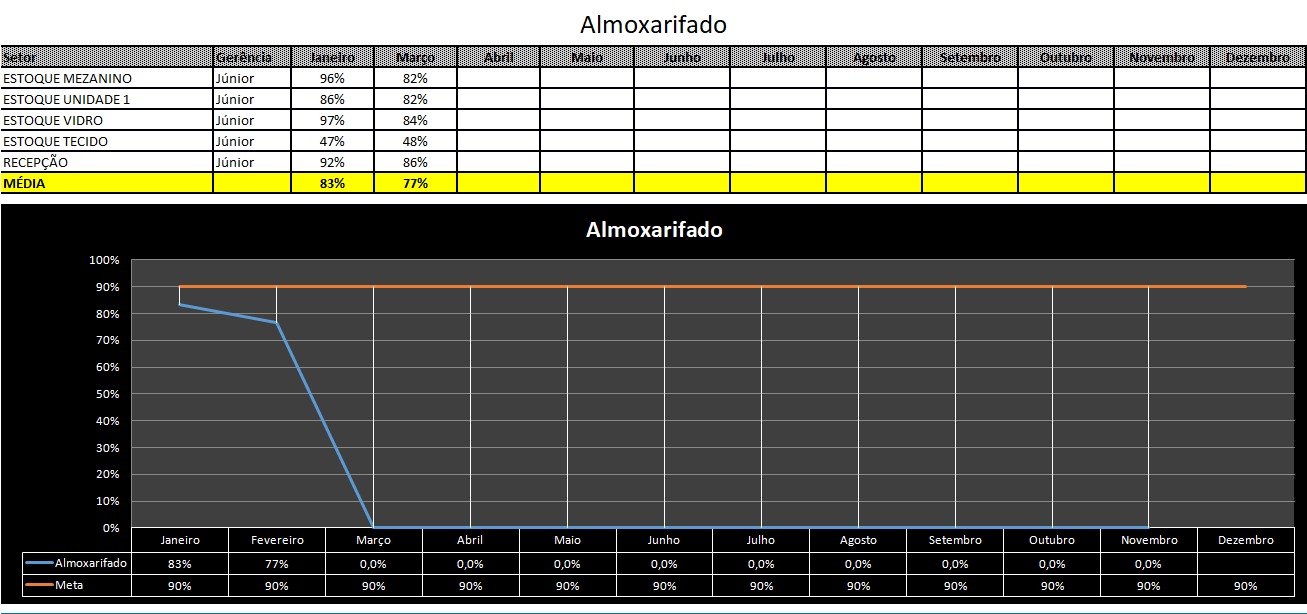 Almoxarifado
Setor Gerência Janeiro Março Abril Maio Junho Julho Agosto Setembro Outubro Novembro Dezembro
ESTOQUE MEZANINO Júnior 96% 82%
ESTOQUE UNIDADE 1 Júnior 86% 82%
ESTOQUE VIDRO Júnior 97% 84%
ESTOQUE TECIDO Júnior 47% 48%
RECEPÇÃO Júnior 92% 86%
MÉDIA 83% 77%
Almoxarifado
100%
90%
80%
70%
60%
50%
40%
30%
20%
10%
0%
Janeiro Fevereiro Março Abril Maio Junho Julho Agosto Setembro Outubro Novembro Dezembro
Almoxarifado 83% 77% 0,0% 0,0% 0,0% 0,0% 0,0% 0,0% 0,0% 0,0% 0,0%
Meta 90% 90% 90% 90% 90% 90% 90% 90% 90% 90% 90% 90%